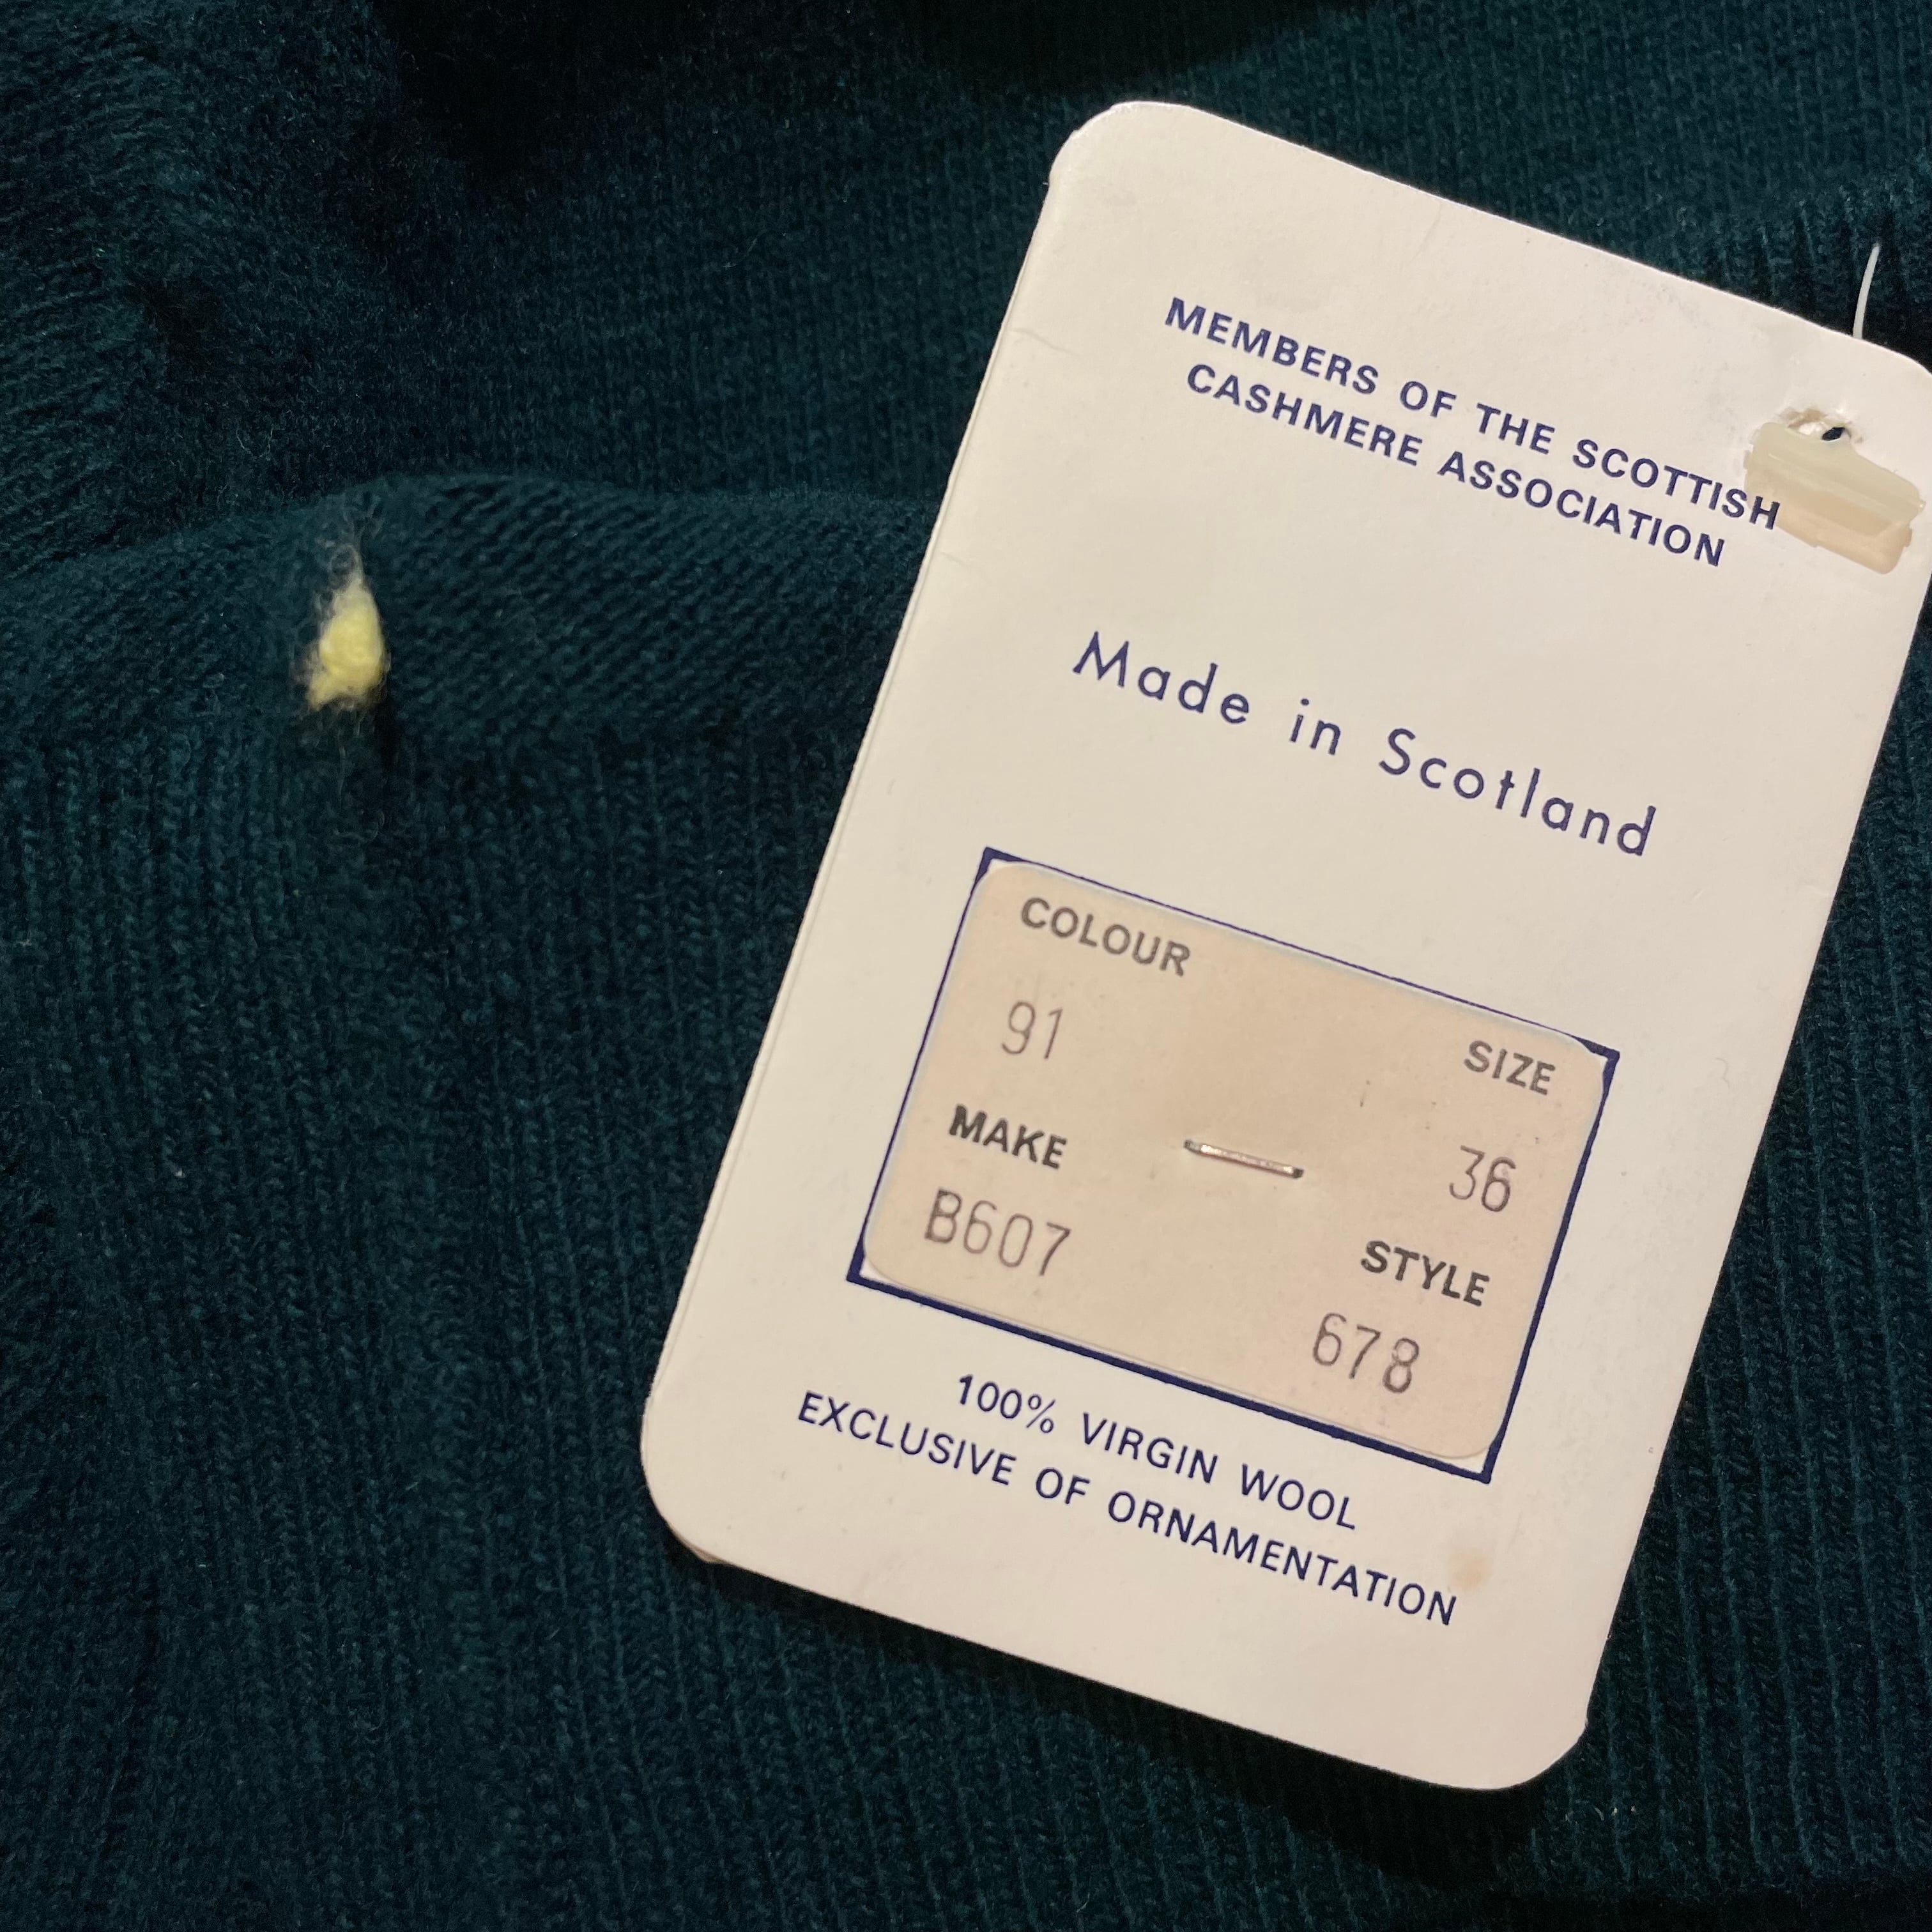 MEMBERS OF THE SCOTTISH
CASHMERE ASSOCIATION
Made in Scotland
COLOUR
91
SIZE
36
MAKE
B607
STYLE
678
100% VIRGIN WOOL
EXCLUSIVE OF ORNAMENTATION